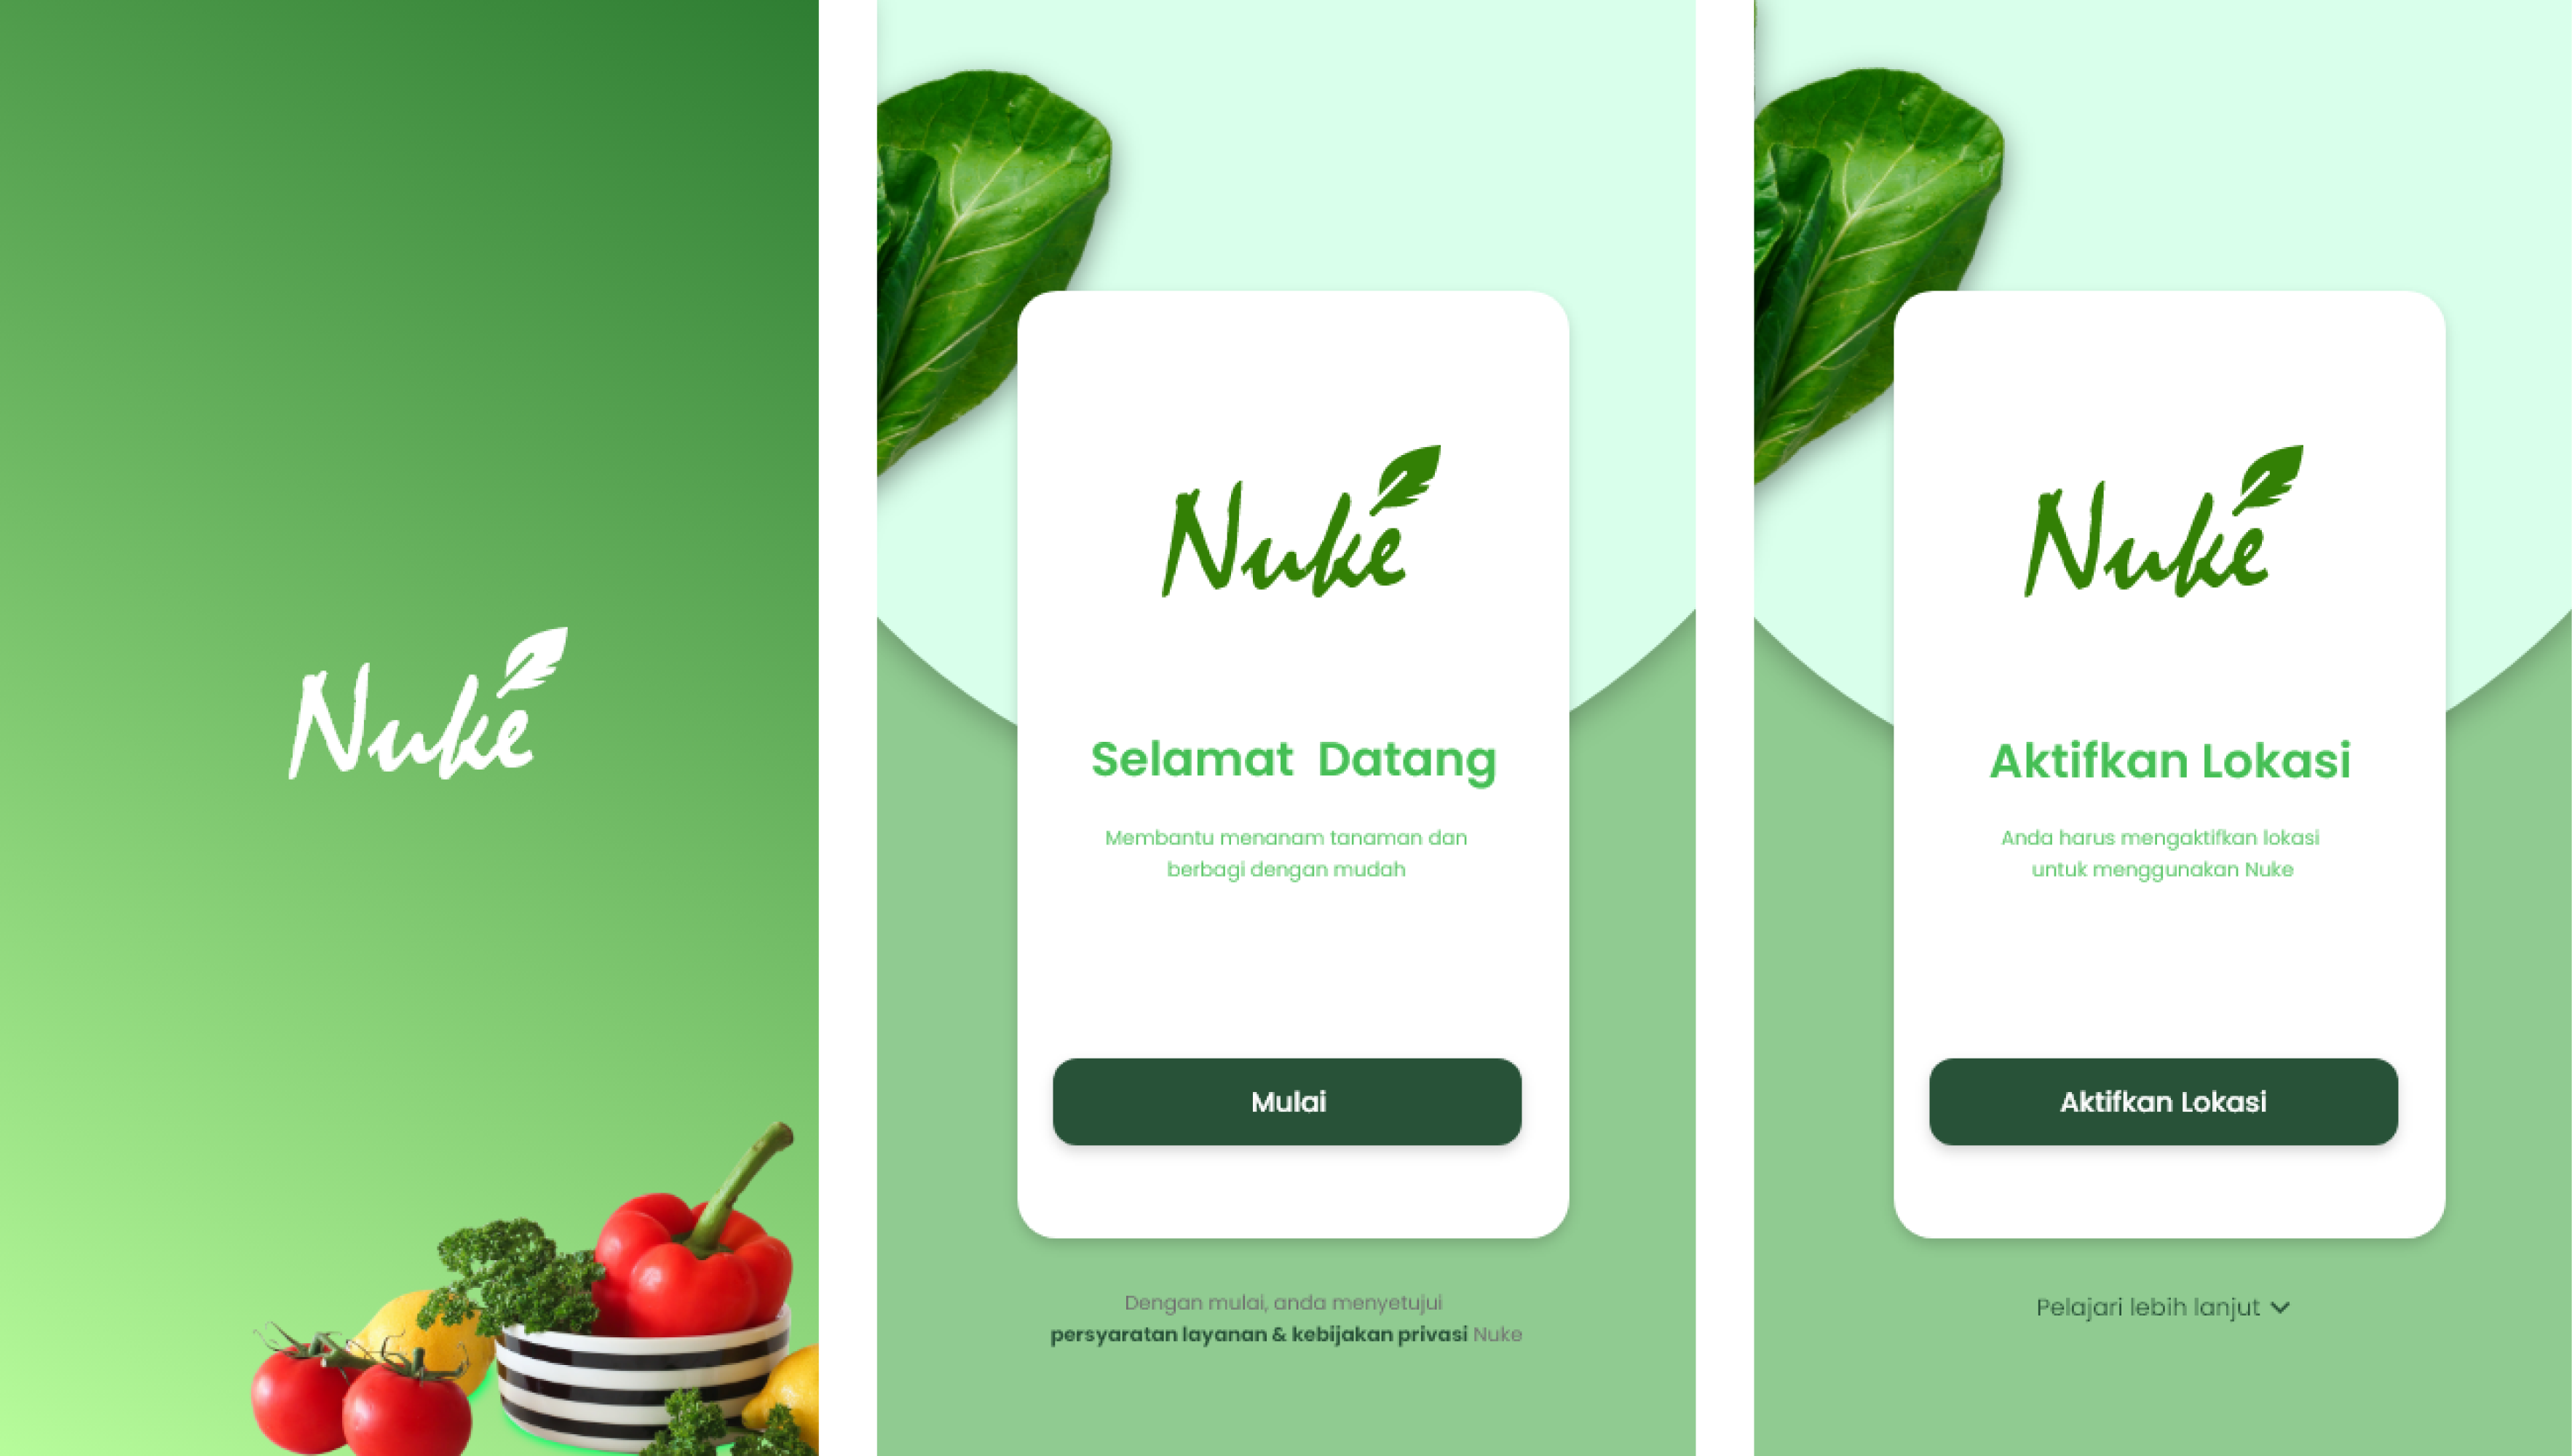 Nuke
Nuke
Selamat Datang
Membantu menanam tanaman dan
berbagi dengan mudah
Mulai
Dengan mulai, anda menyetujui
persyaratan layanan & kebijakan privasi Nuke
Nuke
Aktifkan Lokasi
Anda harus mengaktifkan lokasi
untuk menggunakan Nuke
Aktifkan Lokasi
Pelajari lebih lanjut